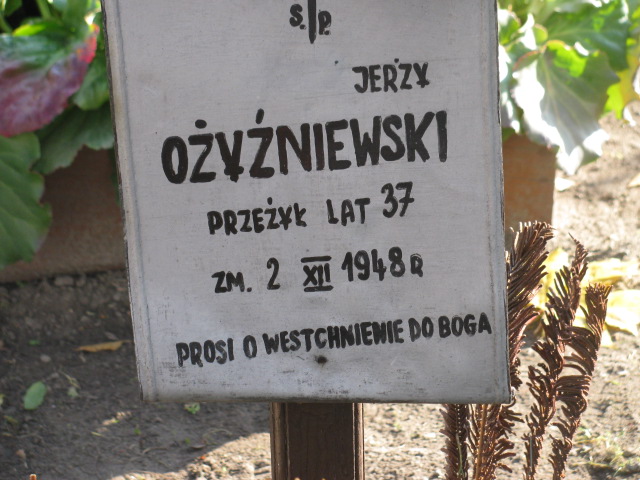 Ś.P.
JERZY
OŻYŹNIEWSKI
PRZEŻYŁ LAT 37
ZM. 2 XII 1948 R
PROSI O WESTCHNIENIE DO BOGA